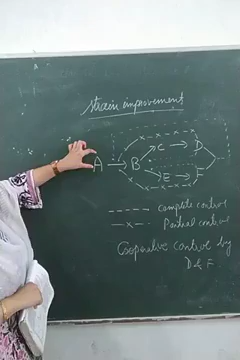 Strain improvement
C → D
A → B
E → F
- - - - - - complete control
— x — x — Partial control
Cooperative control by
D & F